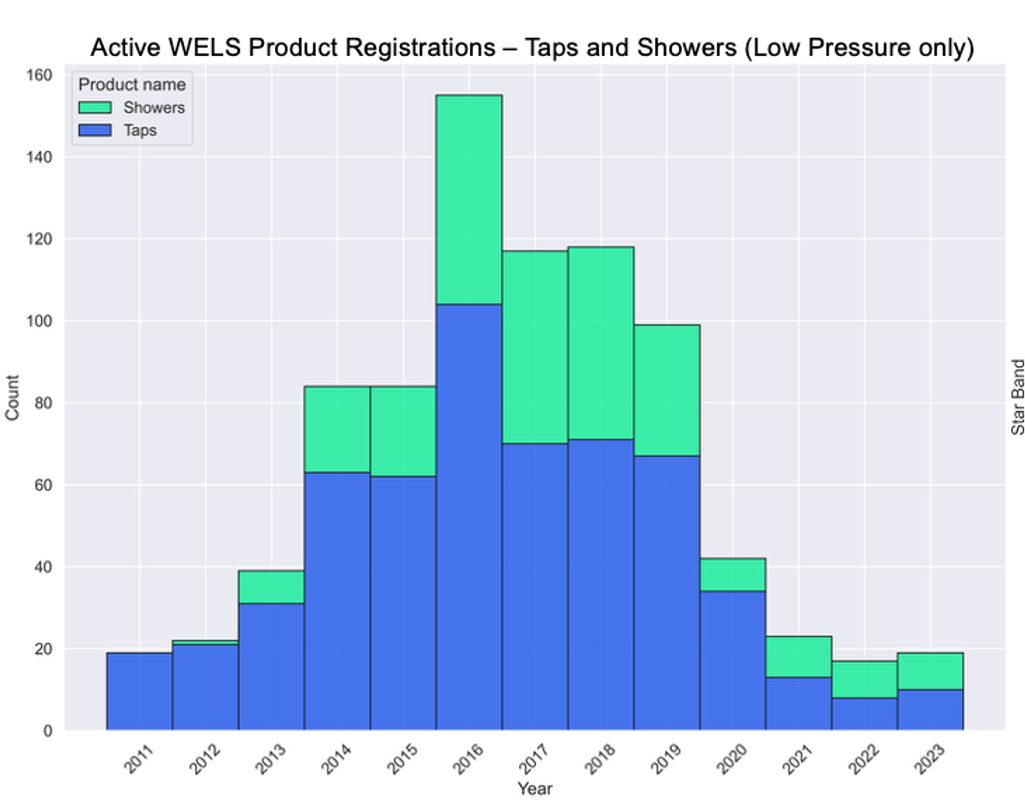 Active WELS Product Registrations – Taps and Showers (Low Pressure only)
Product name
Showers
Taps
160
140
120
100
80
60
40
20
0
Count
Star Band
2011 2012 2013 2014 2015 2016 2017 2018 2019 2020 2021 2022 2023
Year